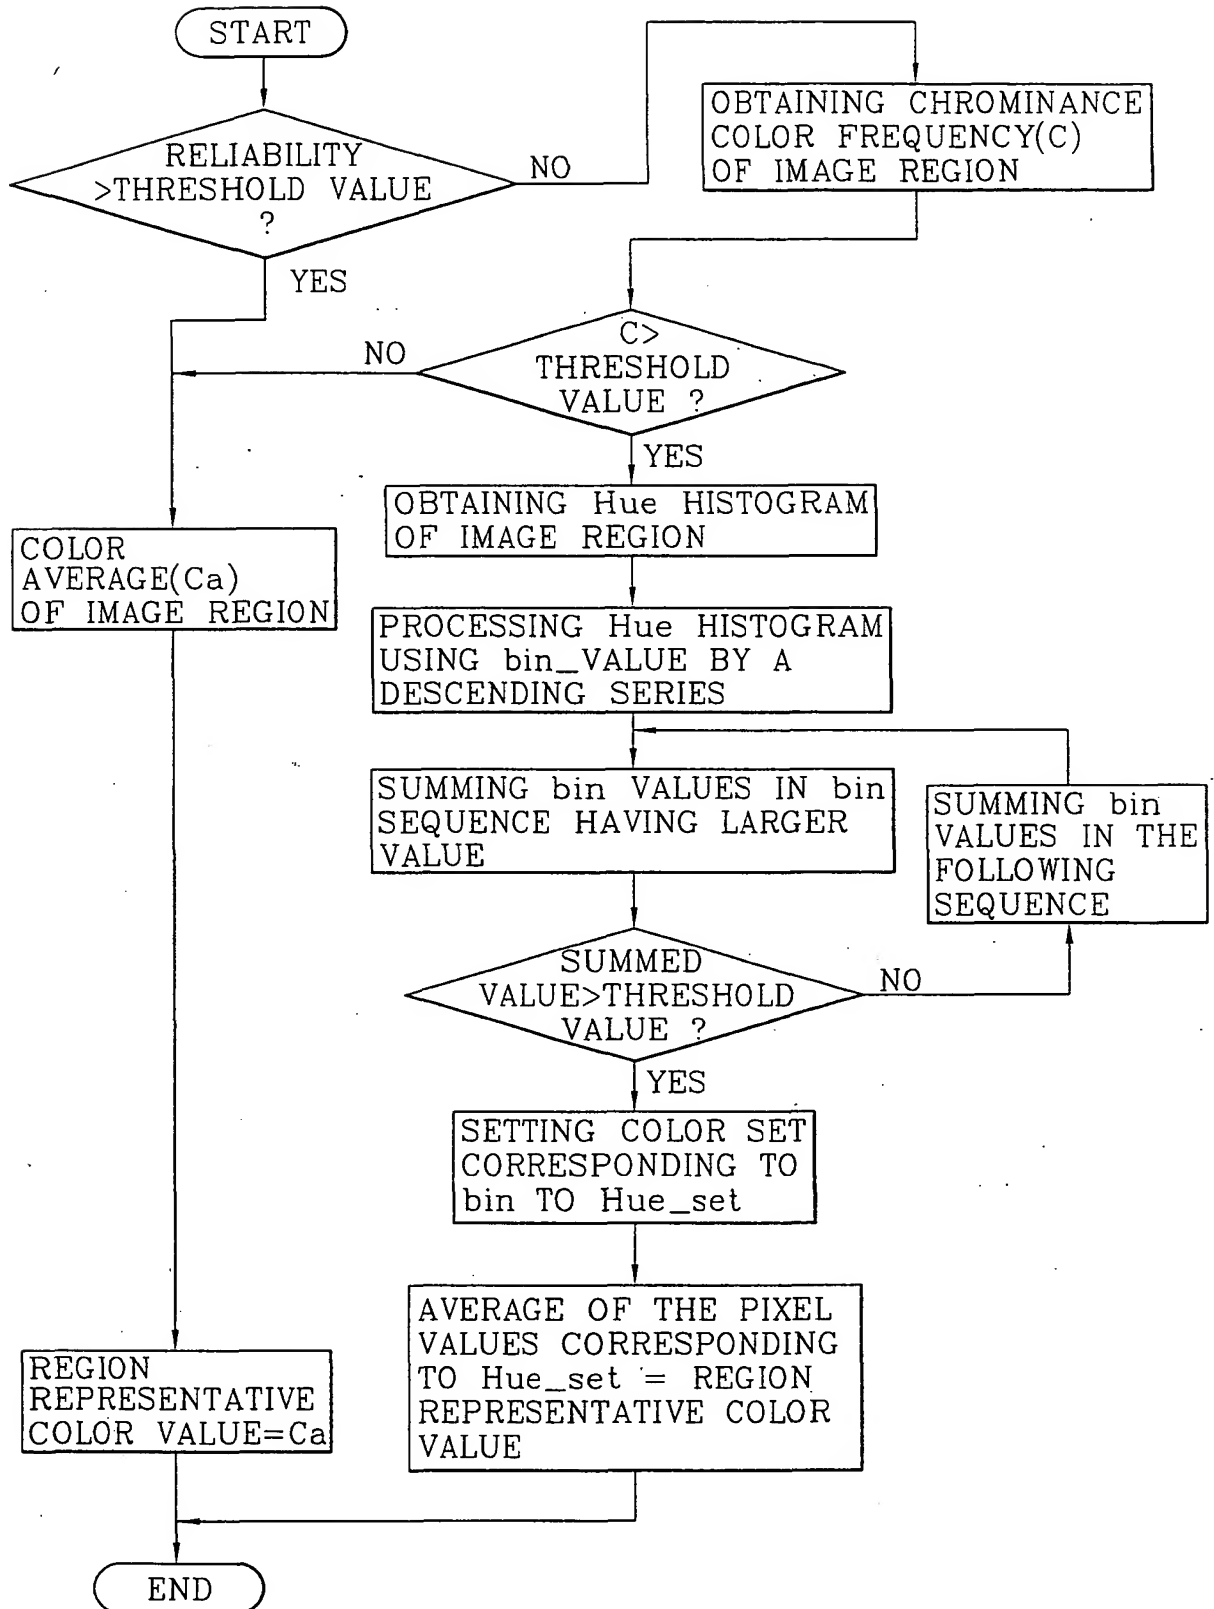 START
RELIABILITY
>THRESHOLD VALUE
?
NO
YES
OBTAINING CHROMINANCE
COLOR FREQUENCY(C)
OF IMAGE REGION
C>
THRESHOLD
VALUE ?
NO
YES
OBTAINING Hue HISTOGRAM
OF IMAGE REGION
COLOR
AVERAGE(Ca)
OF IMAGE REGION
PROCESSING Hue HISTOGRAM
USING bin_VALUE BY A
DESCENDING SERIES
SUMMING bin VALUES IN bin
SEQUENCE HAVING LARGER
VALUE
SUMMING bin
VALUES IN THE
FOLLOWING
SEQUENCE
SUMMED
VALUE>THRESHOLD
VALUE ?
NO
YES
SETTING COLOR SET
CORRESPONDING TO
bin TO Hue_set
AVERAGE OF THE PIXEL
VALUES CORRESPONDING
TO Hue_set = REGION
REPRESENTATIVE COLOR
VALUE
REGION
REPRESENTATIVE
COLOR VALUE=Ca
END